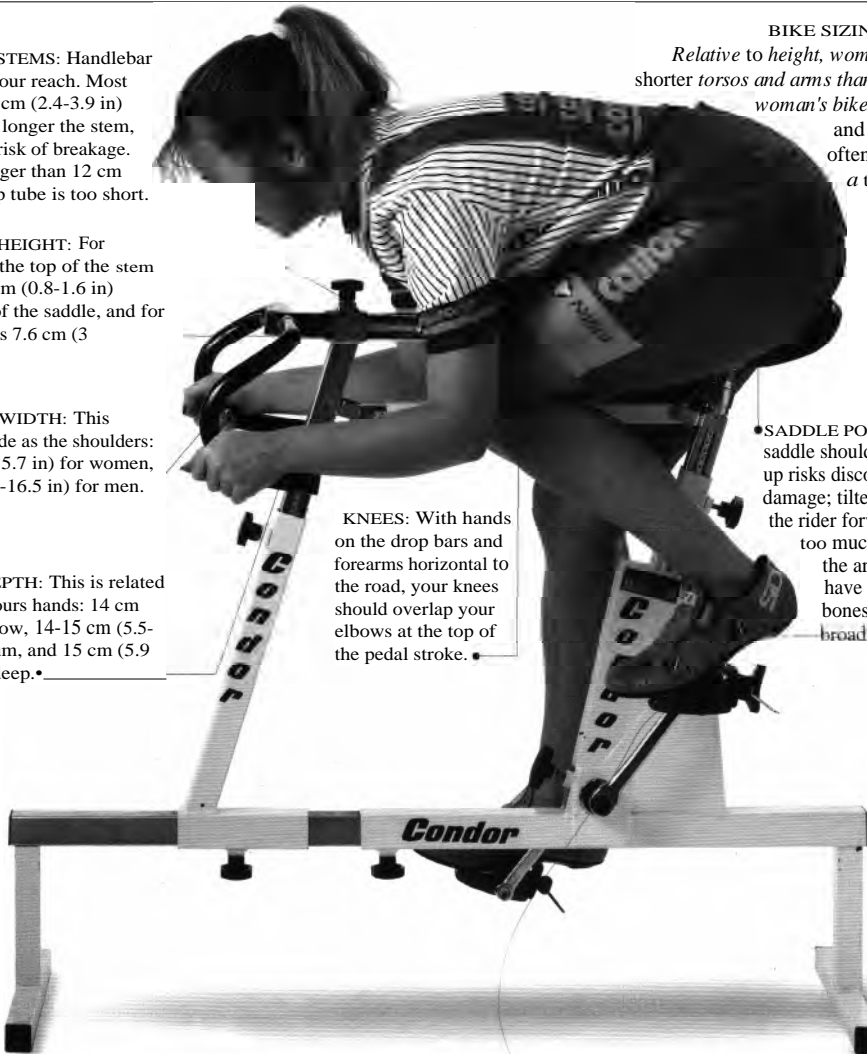 STEMS: Handlebar
our reach. Most
cm (2.4-3.9 in)
longer the stem,
risk of breakage.
ger than 12 cm
p tube is too short.
HEIGHT: For
the top of the stem
m (0.8-1.6 in)
of the saddle, and for
s 7.6 cm (3
WIDTH: This
de as the shoulders:
5.7 in) for women,
-16.5 in) for men.
EPTH: This is related
ours hands: 14 cm
ow, 14-15 cm (5.5-
m, and 15 cm (5.9
eep.•
KNEES: With hands
on the drop bars and
forearms horizontal to
the road, your knees
should overlap your
elbows at the top of
the pedal stroke. •
BIKE SIZIN
Relative to height, wom
shorter torsos and arms than
woman's bike
and
often
a t
•SADDLE PO
saddle should
up risks disco
damage; tilte
the rider for
too muc
the ar
have
bones
broad
condor
Condor
Condor
Condor
SIDI